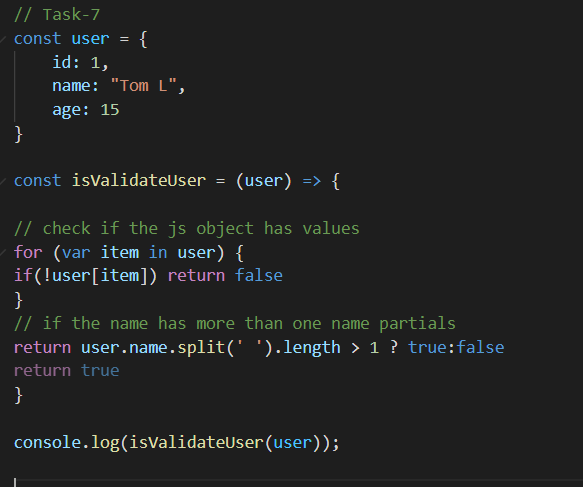 // Task-7
const user = {
    id: 1,
    name: "Tom L",
    age: 15
}

const isValidateUser = (user) => {

// check if the js object has values
for (var item in user) {
if(!user[item]) return false
}
// if the name has more than one name partials
return user.name.split(' ').length > 1 ? true:false
return true
}

console.log(isValidateUser(user));